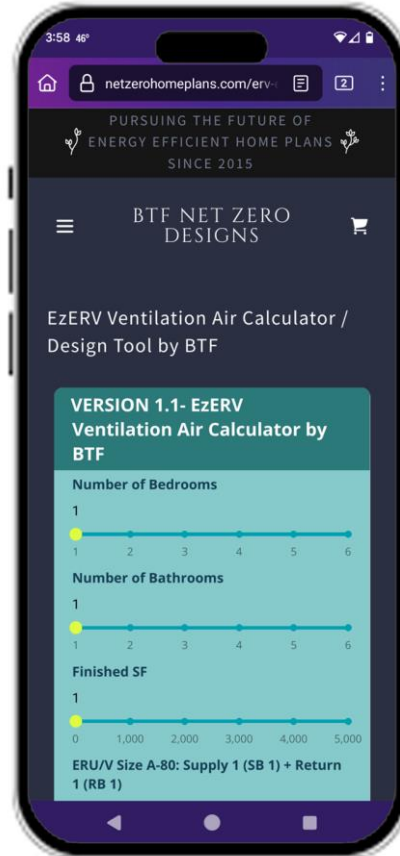 3:58 46°
netzerohomeplans.com/erv-
2
PURSUING THE FUTURE OF
ENERGY EFFICIENT HOME PLANS
SINCE 2015
BTF NET ZERO
DESIGNS
EzERV Ventilation Air Calculator /
Design Tool by BTF
VERSION 1.1- EzERV
Ventilation Air Calculator by
BTF
Number of Bedrooms
1
1 2 3 4 5 6
Number of Bathrooms
1
1 2 3 4 5 6
Finished SF
1
0 1,000 2,000 3,000 4,000 5,000
ERU/V Size A-80: Supply 1 (SB 1) + Return
1 (RB 1)